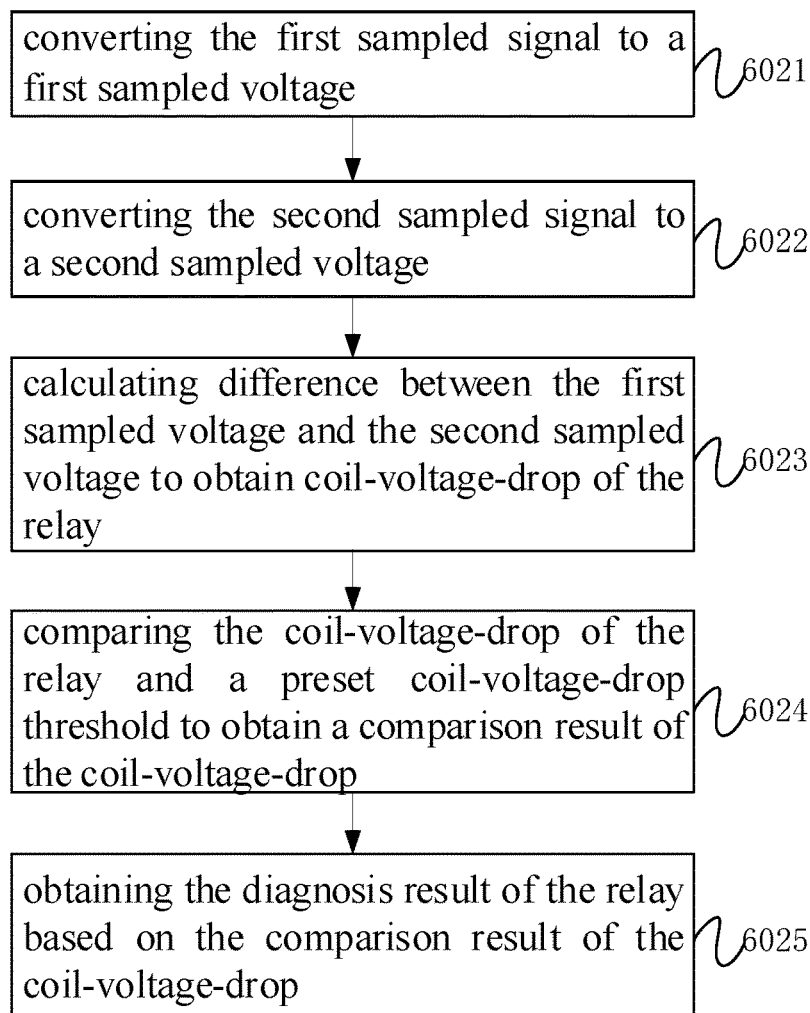 converting the first sampled signal to a
first sampled voltage
6021
converting the second sampled signal to
a second sampled voltage
6022
calculating difference between the first
sampled voltage and the second sampled
voltage to obtain coil-voltage-drop of the
relay
6023
comparing the coil-voltage-drop of the
relay and a preset coil-voltage-drop
threshold to obtain a comparison result of
the coil-voltage-drop
6024
obtaining the diagnosis result of the relay
based on the comparison result of the
coil-voltage-drop
6025